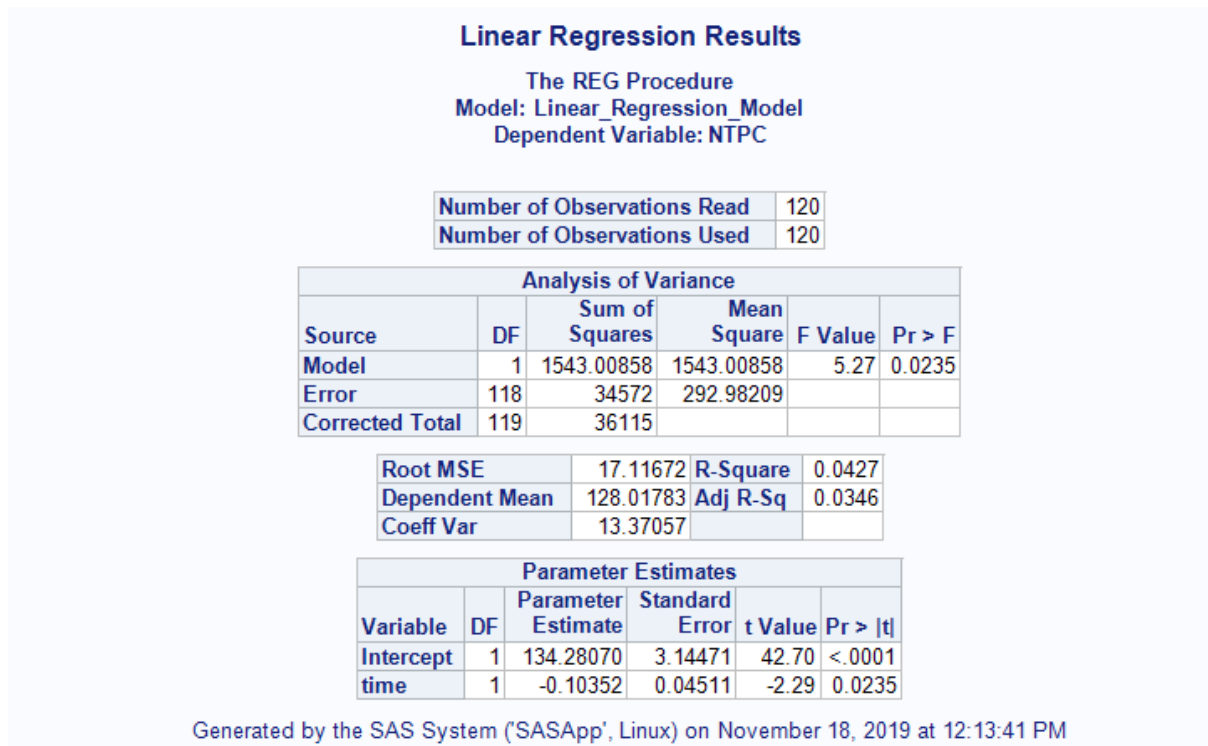 Linear Regression Results
The REG Procedure
Model: Linear_Regression_Model
Dependent Variable: NTPC
Number of Observations Read 120
Number of Observations Used 120
Analysis of Variance
Source DF Sum of Squares Mean Square F Value Pr > F
Model 1 1543.00858 1543.00858 5.27 0.0235
Error 118 34572 292.98209
Corrected Total 119 36115
Root MSE 17.11672 R-Square 0.0427
Dependent Mean 128.01783 Adj R-Sq 0.0346
Coeff Var 13.37057
Parameter Estimates
Variable DF Parameter Estimate Standard Error t Value Pr > |t|
Intercept 1 134.28070 3.14471 42.70 <.0001
time 1 -0.10352 0.04511 -2.29 0.0235
Generated by the SAS System ('SASApp', Linux) on November 18, 2019 at 12:13:41 PM